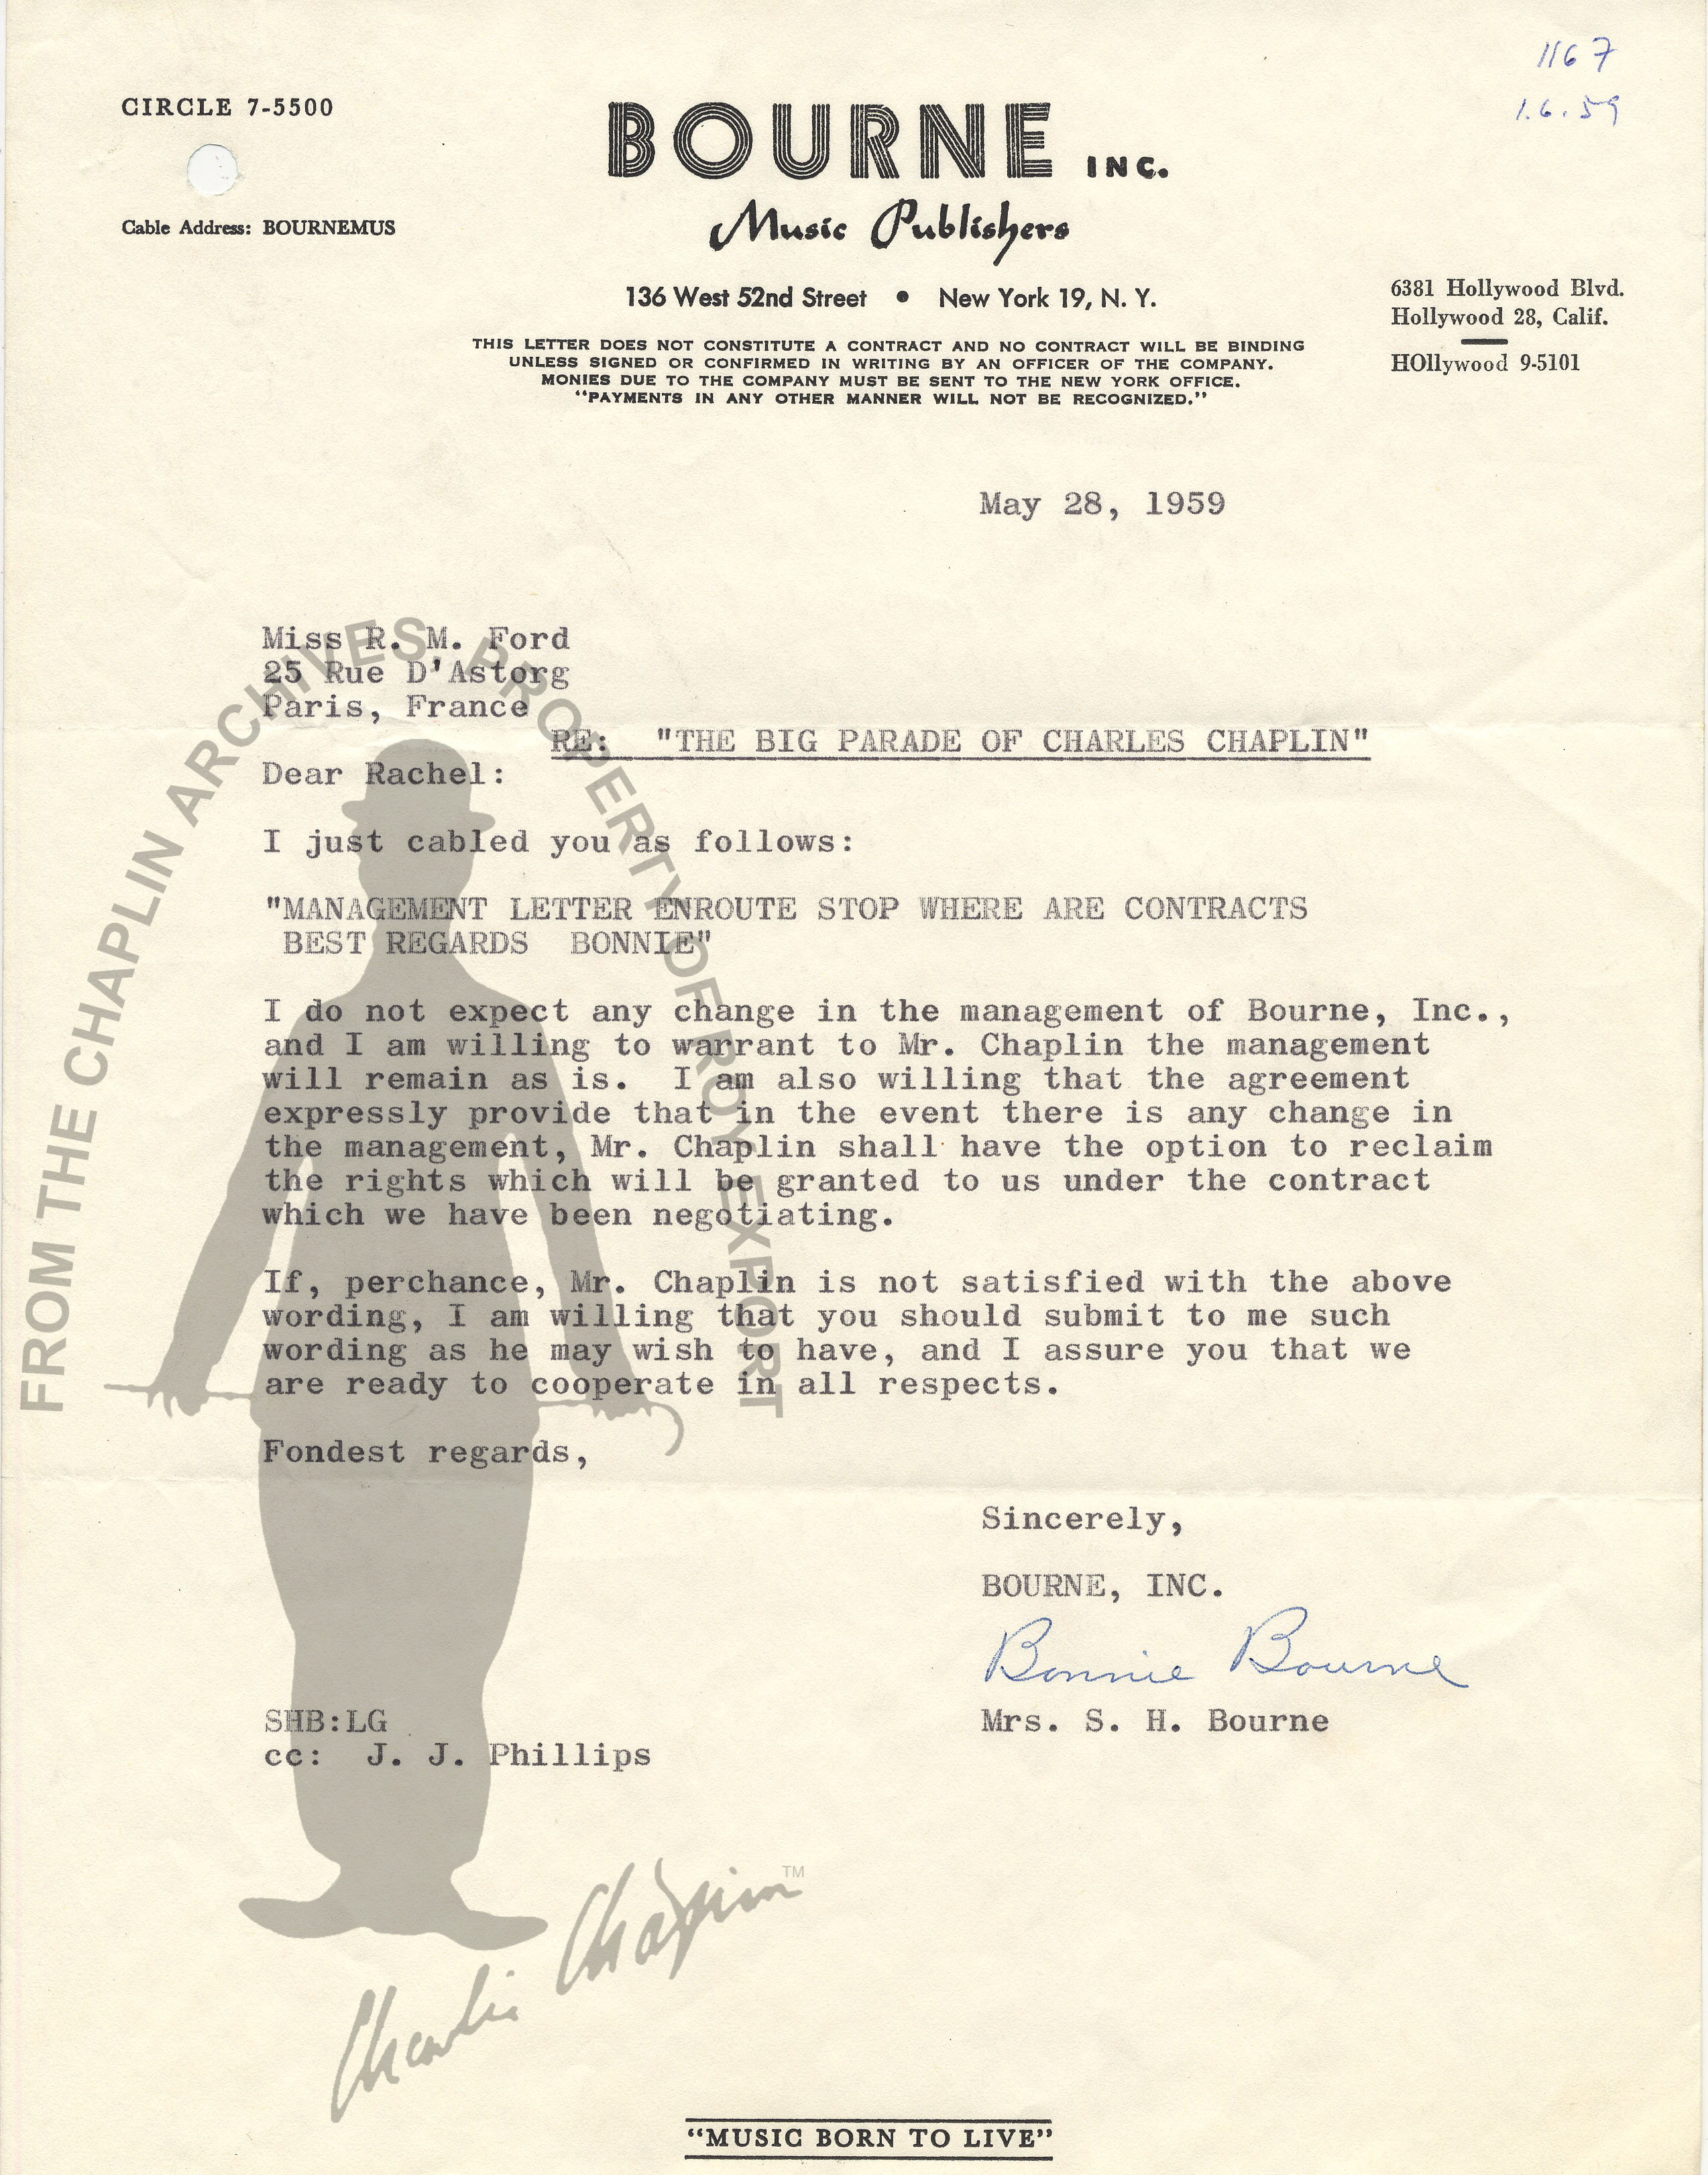 1167
1.6.59
CIRCLE 7-5500
BOURNE INC.
Cable Address: BOURNEMUS
Music Publishers
136 West 52nd Street • New York 19, N. Y.
6381 Hollywood Blvd.
Hollywood 28, Calif.
HOllywood 9-5101
THIS LETTER DOES NOT CONSTITUTE A CONTRACT AND NO CONTRACT WILL BE BINDING
UNLESS SIGNED OR CONFIRMED IN WRITING BY AN OFFICER OF THE COMPANY.
MONIES DUE TO THE COMPANY MUST BE SENT TO THE NEW YORK OFFICE.
“PAYMENTS IN ANY OTHER MANNER WILL NOT BE RECOGNIZED.”
May 28, 1959
Miss R. M. Ford
25 Rue D'Astorg
Paris, France
RE: "THE BIG PARADE OF CHARLES CHAPLIN"
Dear Rachel:
I just cabled you as follows:
"MANAGEMENT LETTER ENROUTE STOP WHERE ARE CONTRACTS
BEST REGARDS BONNIE"
I do not expect any change in the management of Bourne, Inc.,
and I am willing to warrant to Mr. Chaplin the management
will remain as is. I am also willing that the agreement
expressly provide that in the event there is any change in
the management, Mr. Chaplin shall have the option to reclaim
the rights which will be granted to us under the contract
which we have been negotiating.
If, perchance, Mr. Chaplin is not satisfied with the above
wording, I am willing that you should submit to me such
wording as he may wish to have, and I assure you that we
are ready to cooperate in all respects.
Fondest regards,
Sincerely,
BOURNE, INC.
Bonnie Bourne
Mrs. S. H. Bourne
SHB:LG
cc: J. J. Phillips
FROM THE CHAPLIN ARCHIVES. PROPERTY OF ROY EXPORT
Charlie Chaplin™
“MUSIC BORN TO LIVE”